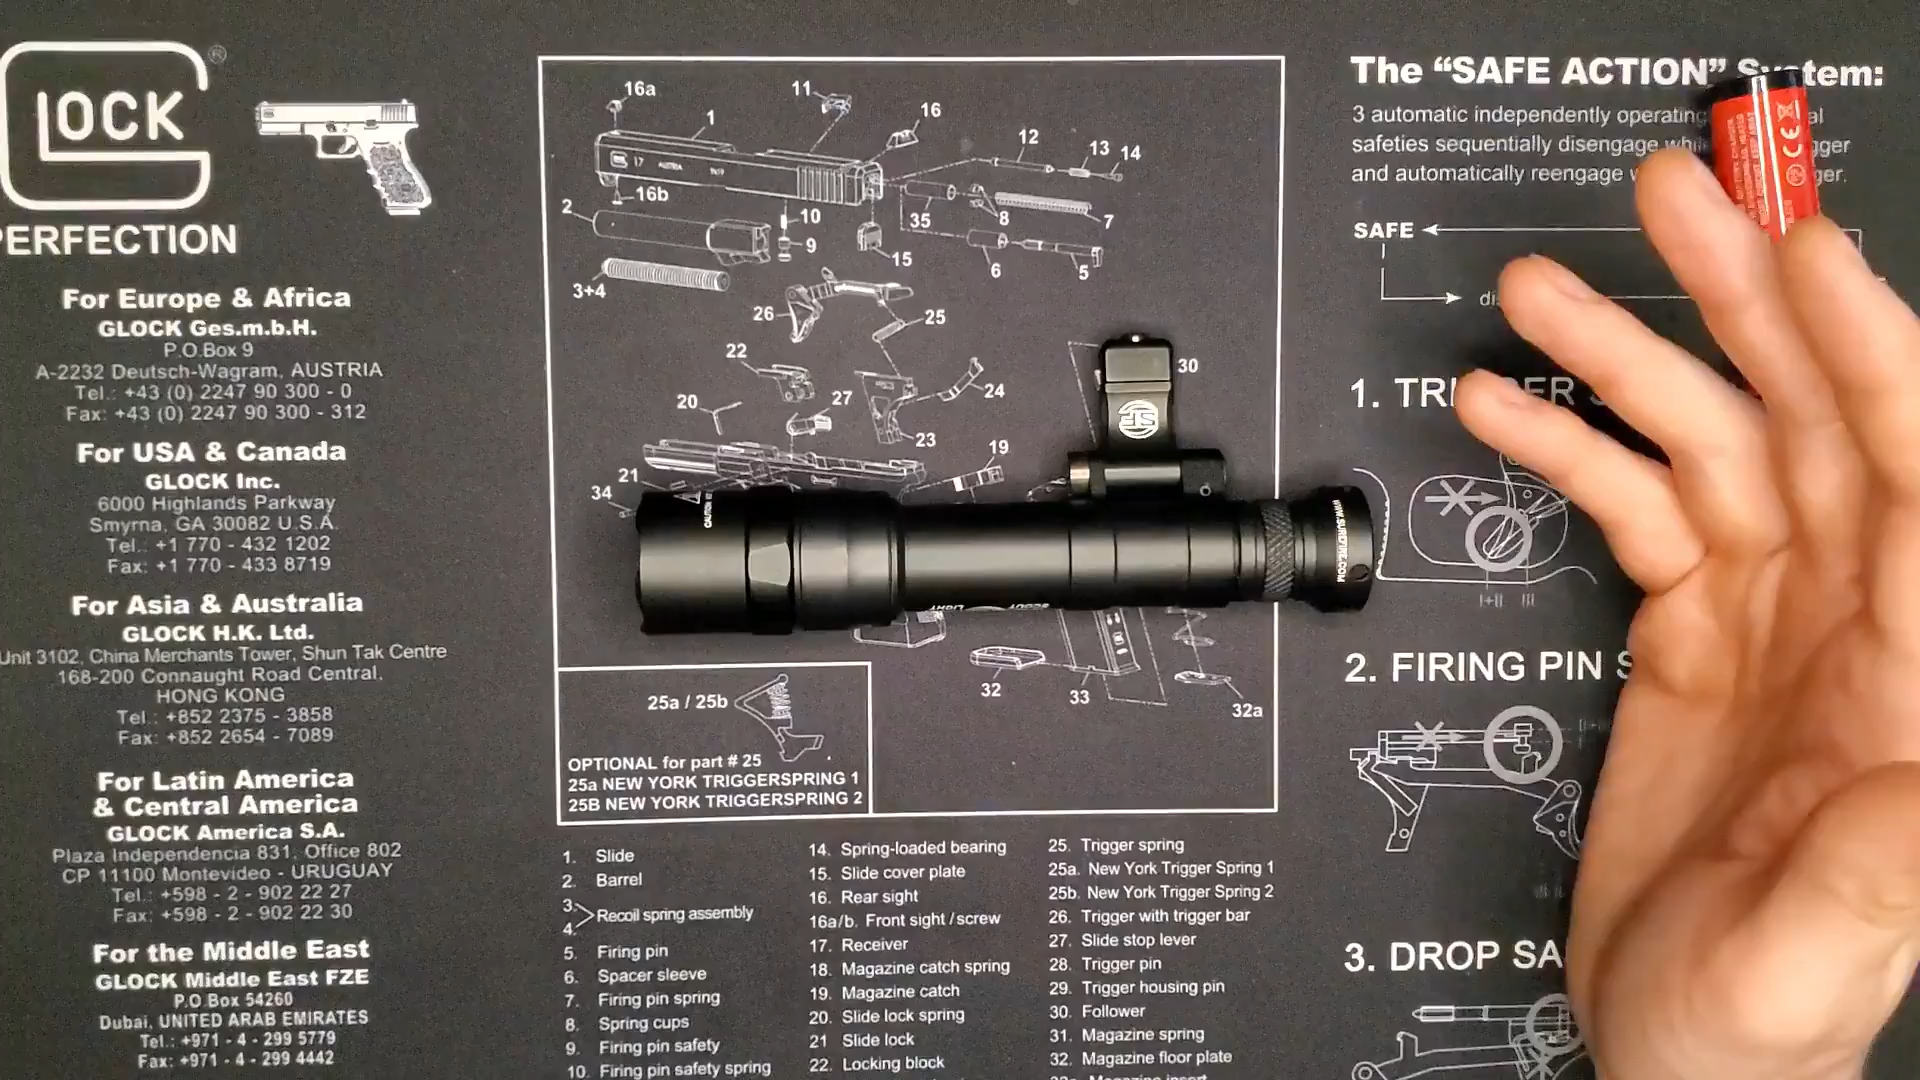 GLOCK
®
PERFECTION
For Europe & Africa
GLOCK Ges.m.b.H.
P.O.Box 9
A-2232 Deutsch-Wagram, AUSTRIA
Tel.: +43 (0) 2247 90 300 - 0
Fax: +43 (0) 2247 90 300 - 312
For USA & Canada
GLOCK Inc.
6000 Highlands Parkway
Smyrna, GA 30082 U.S.A.
Tel.: +1 770 - 432 1202
Fax: +1 770 - 433 8719
For Asia & Australia
GLOCK H.K. Ltd.
Unit 3102, China Merchants Tower, Shun Tak Centre
168-200 Connaught Road Central,
HONG KONG
Tel.: +852 2375 - 3858
Fax: +852 2654 - 7089
For Latin America
& Central America
GLOCK America S.A.
Plaza Independencia 831, Office 802
CP 11100 Montevideo - URUGUAY
Tel.: +598 - 2 - 902 22 27
Fax: +598 - 2 - 902 22 30
For the Middle East
GLOCK Middle East FZE
P.O.Box 54260
Dubai, UNITED ARAB EMIRATES
Tel.: +971 - 4 - 299 5779
Fax: +971 - 4 - 299 4442
16a
1
11
16
12
13
14
17 AUSTRIA 9x19
16b
2
10
9
15
35
8
7
6
5
3+4
26
25
22
27
24
20
23
21
19
34
30
32
33
32a
WWW.SUREFIRE.COM
SCOUT LIGHT
25a / 25b
OPTIONAL for part # 25
25a NEW YORK TRIGGERSPRING 1
25B NEW YORK TRIGGERSPRING 2
1. Slide
2. Barrel
3.
4. Recoil spring assembly
5. Firing pin
6. Spacer sleeve
7. Firing pin spring
8. Spring cups
9. Firing pin safety
10. Firing pin safety spring
14. Spring-loaded bearing
15. Slide cover plate
16. Rear sight
16a/b. Front sight / screw
17. Receiver
18. Magazine catch spring
19. Magazine catch
20. Slide lock spring
21 Slide lock
22. Locking block
25. Trigger spring
25a. New York Trigger Spring 1
25b. New York Trigger Spring 2
26. Trigger with trigger bar
27. Slide stop lever
28. Trigger pin
29. Trigger housing pin
30. Follower
31. Magazine spring
32. Magazine floor plate
The “SAFE ACTION” System:
3 automatic independently operating
safeties sequentially disengage
and automatically reengage
SAFE
1. TRIGGER
I+II III
2. FIRING PIN
3. DROP
CE